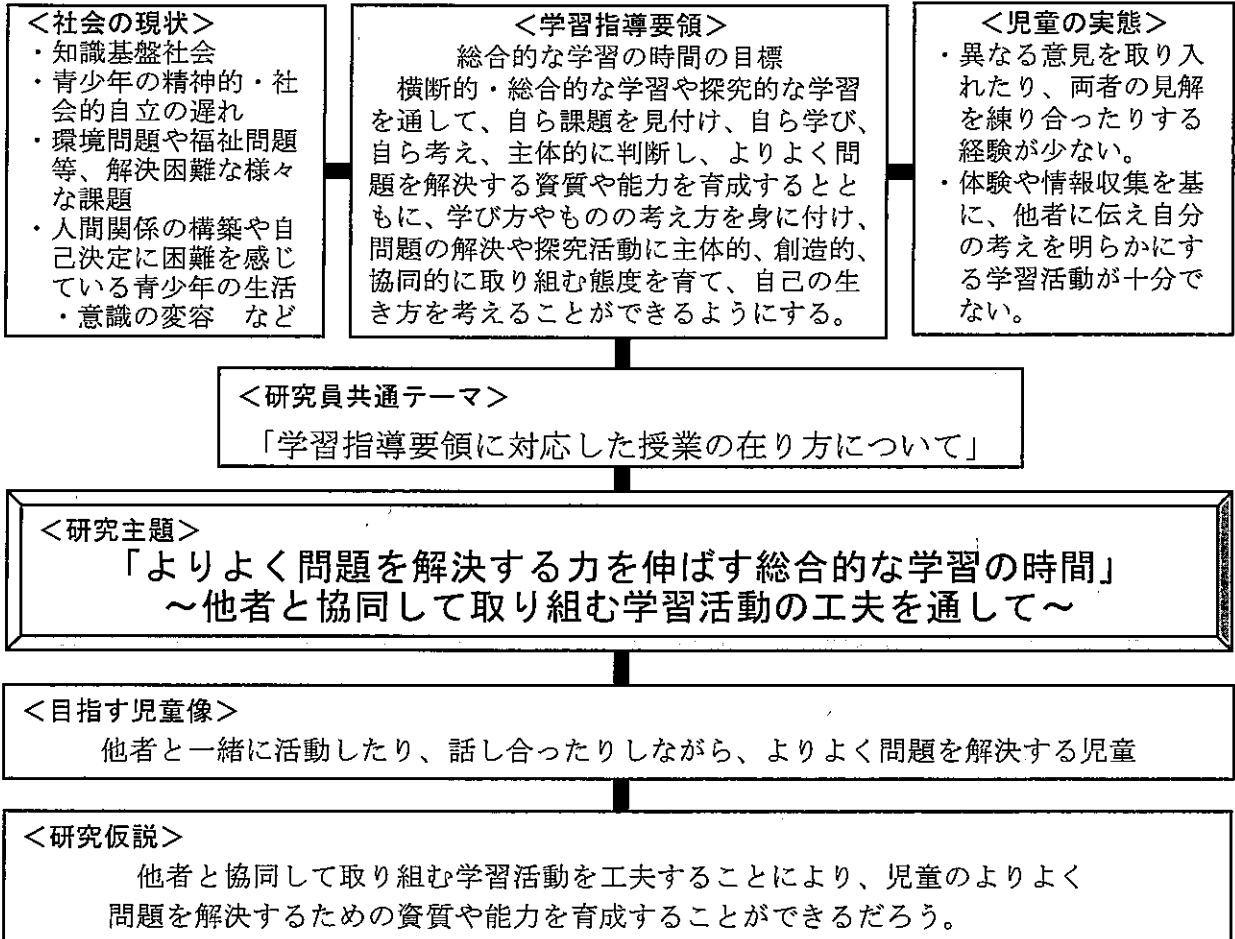 ＜社会の現状＞
・知識基盤社会
・青少年の精神的・社
会的自立の遅れ
・環境問題や福祉問題
等、解決困難な様々
な課題
・人間関係の構築や自
己決定に困難を感じ
ている青少年の生活
・意識の変容　など
＜学習指導要領＞
総合的な学習の時間の目標
横断的・総合的な学習や探究的な学習
を通して、自ら課題を見付け、自ら学び、
自ら考え、主体的に判断し、よりよく問
題を解決する資質や能力を育成するとと
もに、学び方やものの考え方を身に付け、
問題の解決や探究活動に主体的、創造的、
協同的に取り組む態度を育て、自己の生
き方を考えることができるようにする。
＜児童の実態＞
・異なる意見を取り入
れたり、両者の見解
を練り合ったりする
経験が少ない。
・体験や情報収集を基
に、他者に伝え自分
の考えを明らかにす
る学習活動が十分で
ない。
＜研究員共通テーマ＞
「学習指導要領に対応した授業の在り方について」
＜研究主題＞
「よりよく問題を解決する力を伸ばす総合的な学習の時間」
～他者と協同して取り組む学習活動の工夫を通して～
＜目指す児童像＞
他者と一緒に活動したり、話し合ったりしながら、よりよく問題を解決する児童
＜研究仮説＞
他者と協同して取り組む学習活動を工夫することにより、児童のよりよく
問題を解決するための資質や能力を育成することができるだろう。